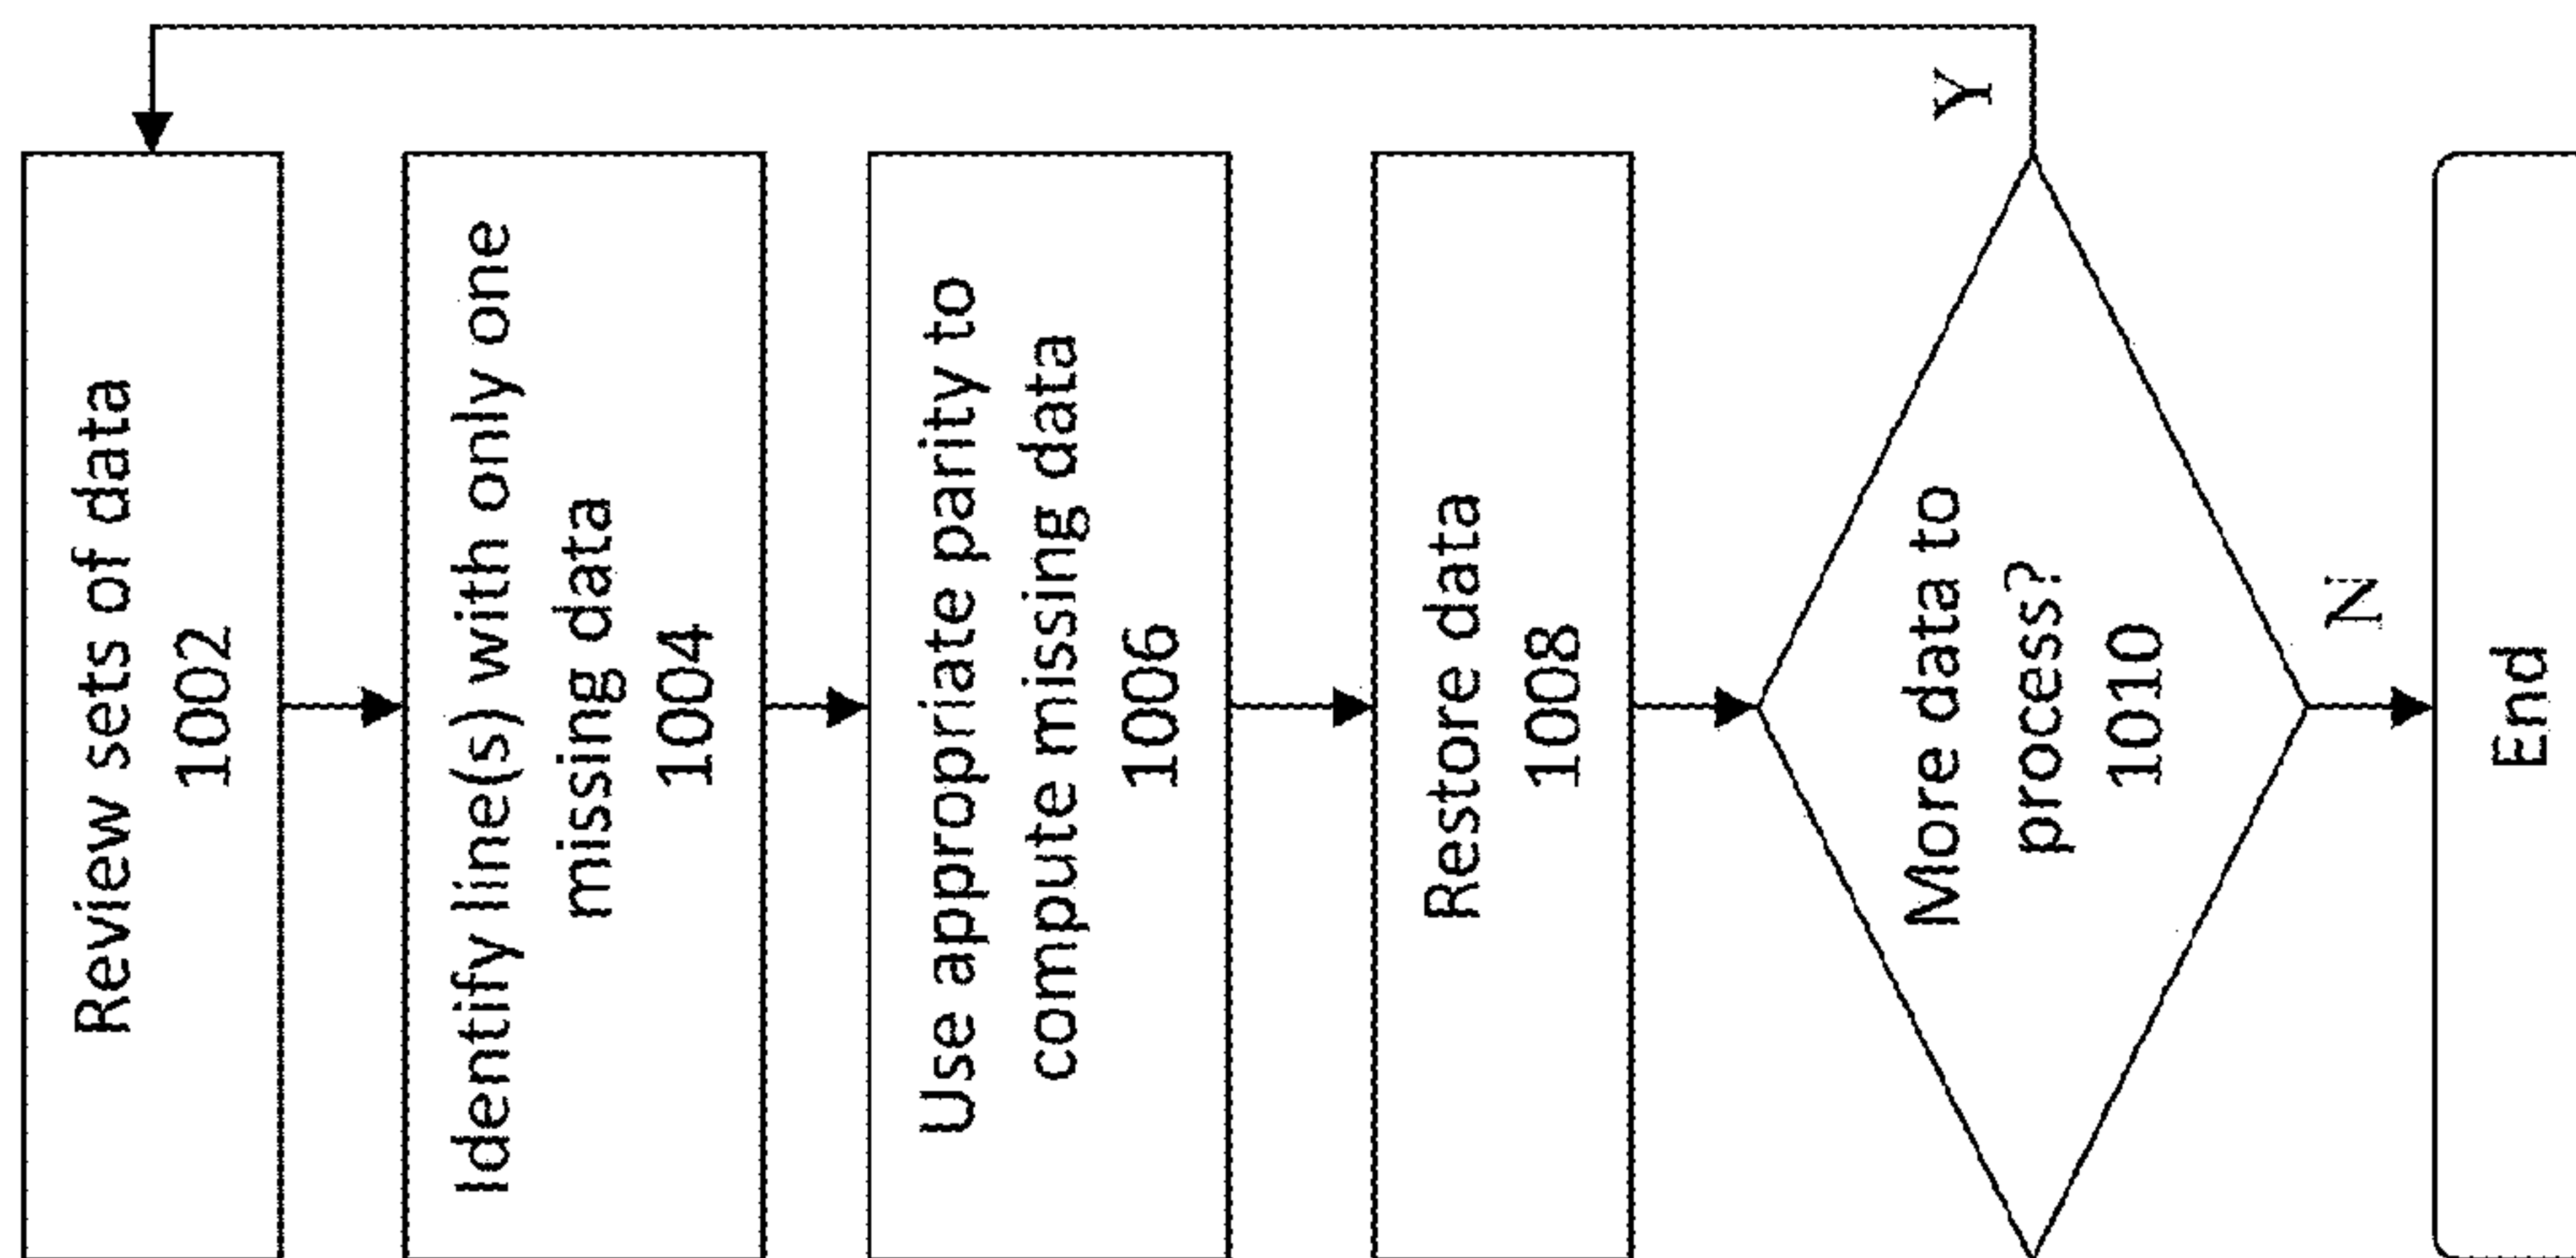 Review sets of data
1002
Identify line(s) with only one
missing data
1004
Use appropriate parity to
compute missing data
1006
Restore data
1008
More data to
process?
1010
Y
N
End